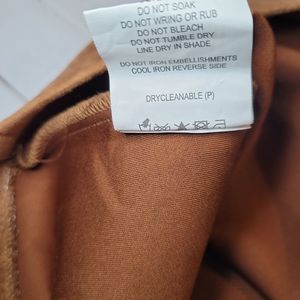 DO NOT SOAK
DO NOT WRING OR RUB
DO NOT BLEACH
DO NOT TUMBLE DRY
LINE DRY IN SHADE
DO NOT IRON EMBELLISHMENTS
COOL IRON REVERSE SIDE
DRYCLEANABLE (P)